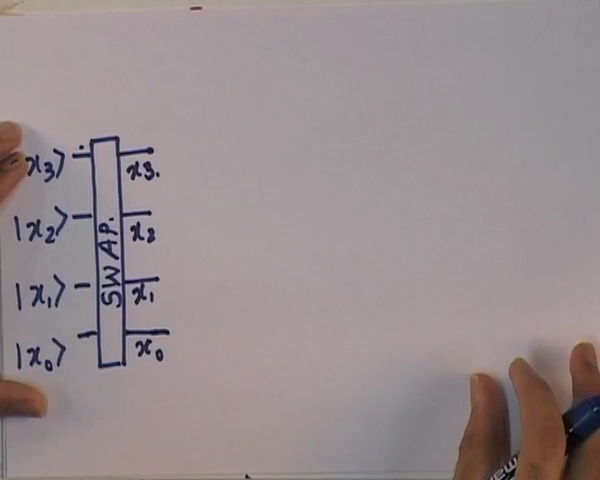 |x₃⟩ x₃.
|x₂⟩ x₂
SWAP.
|x₁⟩ x₁
|x₀⟩ x₀